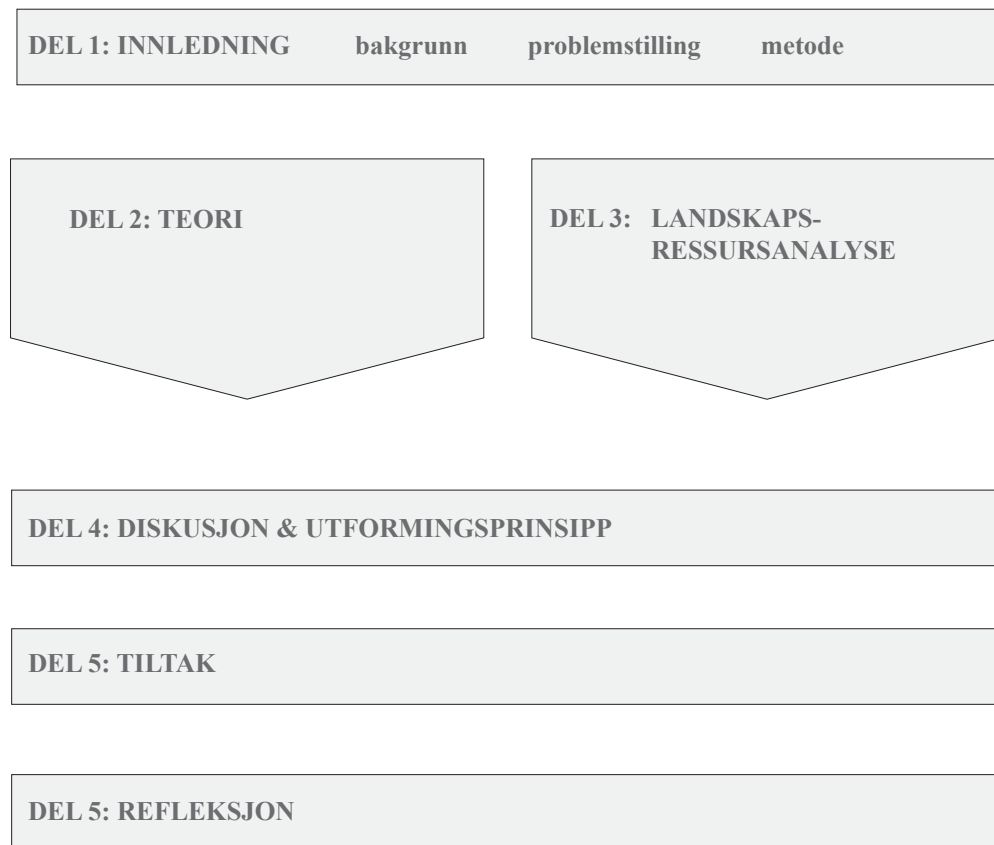 DEL 1: INNLEDNING bakgrunn problemstilling metode
DEL 2: TEORI
DEL 3: LANDSKAPS-
RESSURSANALYSE
DEL 4: DISKUSJON & UTFORMINGSPRINSIPP
DEL 5: TILTAK
DEL 5: REFLEKSJON